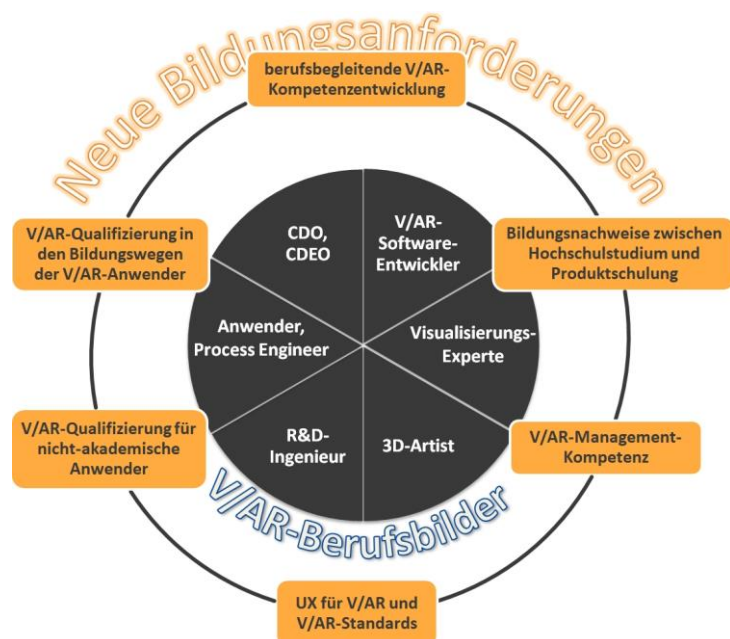 Neue Bildungsanforderungen
berufsbegleitende V/AR-
Kompetenzentwicklung
V/AR-Qualifizierung in
den Bildungswegen
der V/AR-Anwender
CDO,
CDEO
V/AR-
Software-
Entwickler
Bildungsnachweise zwischen
Hochschulstudium und
Produktschulung
Anwender,
Process Engineer
Visualisierungs-
Experte
V/AR-Qualifizierung für
nicht-akademische
Anwender
R&D-
Ingenieur
3D-Artist
V/AR-Management-
Kompetenz
V/AR-Berufsbilder
UX für V/AR und
V/AR-Standards